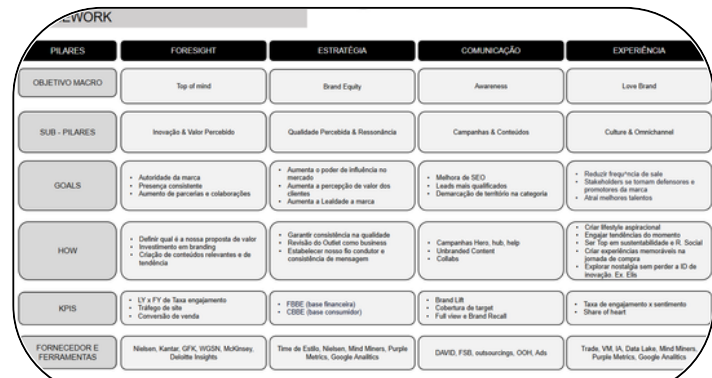 EWORK
PILARES
FORESIGHT
ESTRATÉGIA
COMUNICAÇÃO
EXPERIÊNCIA
OBJETIVO MACRO
Top of mind
Brand Equity
Awareness
Love Brand
SUB - PILARES
Inovação & Valor Percebido
Qualidade Percebida & Ressonância
Campanhas & Conteúdos
Culture & Omnichannel
GOALS
• Autoridade da marca
• Presença consistente
• Aumento de parcerias e colaborações
• Aumenta o poder de influência no
mercado
• Aumenta a percepção de valor dos
clientes
• Aumenta a Lealdade a marca
• Melhora de SEO
• Leads mais qualificados
• Demarcação de território na categoria
• Reduzir frequ^ncia de sale
• Stakeholders se tornam defensores e
promotores da marca
• Atrai melhores talentos
HOW
• Definir qual é a nossa proposta de valor
• Investimento em branding
• Criação de conteúdos relevantes e de
tendência
• Garantir consistência na qualidade
• Revisão do Outlet como business
• Estabelecer nosso fio condutor e
consistência de mensagem
• Campanhas Hero, hub, help
• Unbranded Content
• Collabs
• Criar lifestyle aspiracional
• Engajar tendências do momento
• Ser Top em sustentabilidade e R. Social
• Criar experiências memoráveis na
jornada de compra
• Explorar nostalgia sem perder a ID de
inovação. Ex. Elis
KPIS
• LY x FY de Taxa engajamento
• Tráfego de site
• Conversão de venda
• FBBE (base financeira)
• CBBE (base consumidor)
• Brand Lift
• Cobertura de target
• Full view e Brand Recall
• Taxa de engajamento x sentimento
• Share of heart
FORNECEDOR E
FERRAMENTAS
Nielsen, Kantar, GFK, WGSN, McKinsey,
Deloitte Insights
Time de Estilo, Nielsen, Mind Miners, Purple
Metrics, Google Analitics
DAVID, FSB, outsourcings, OOH, Ads
Trade, VM, IA, Data Lake, Mind Miners,
Purple Metrics, Google Analitics